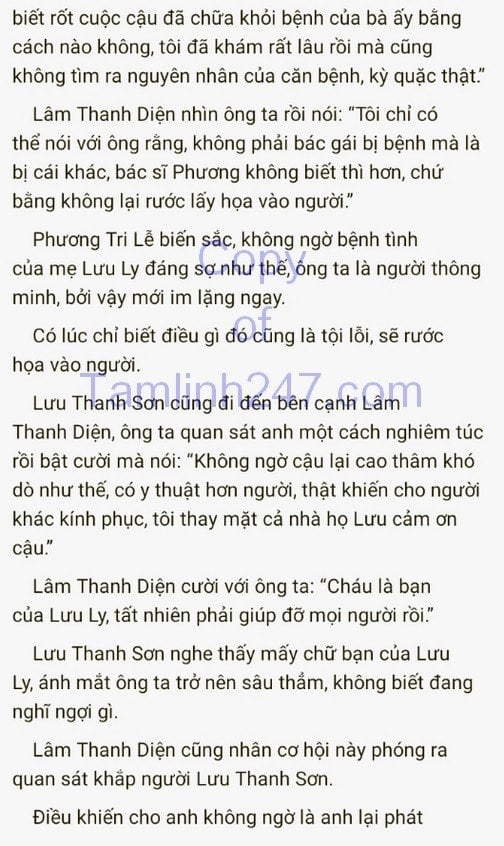 biết rốt cuộc cậu đã chữa khỏi bệnh của bà ấy bằng
cách nào không, tôi đã khám rất lâu rồi mà cũng
không tìm ra nguyên nhân của căn bệnh, kỳ quặc thật.”
Lâm Thanh Diện nhìn ông ta rồi nói: “Tôi chỉ có
thể nói với ông rằng, không phải bác gái bị bệnh mà là
bị cái khác, bác sĩ Phương không biết thì hơn, chứ
bằng không lại rước lấy họa vào người.”
Phương Tri Lễ biến sắc, không ngờ bệnh tình
của mẹ Lưu Ly đáng sợ như thế, ông ta là người thông
minh, bởi vậy mới im lặng ngay.
Có lúc chỉ biết điều gì đó cũng là tội lỗi, sẽ rước
họa vào người.
Lưu Thanh Sơn cũng đi đến bên cạnh Lâm
Thanh Diện, ông ta quan sát anh một cách nghiêm túc
rồi bật cười mà nói: “Không ngờ cậu lại cao thâm khó
dò như thế, có y thuật hơn người, thật khiến cho người
khác kính phục, tôi thay mặt cả nhà họ Lưu cảm ơn
cậu.”
Lâm Thanh Diện cười với ông ta: “Cháu là bạn
của Lưu Ly, tất nhiên phải giúp đỡ mọi người rồi.”
Lưu Thanh Sơn nghe thấy mấy chữ bạn của Lưu
Ly, ánh mắt ông ta trở nên sâu thẳm, không biết đang
nghĩ ngợi gì.
Lâm Thanh Diện cũng nhân cơ hội này phóng ra
quan sát khắp người Lưu Thanh Sơn.
Điều khiến cho anh không ngờ là anh lại phát
Copy
of
Tamlinh247.com